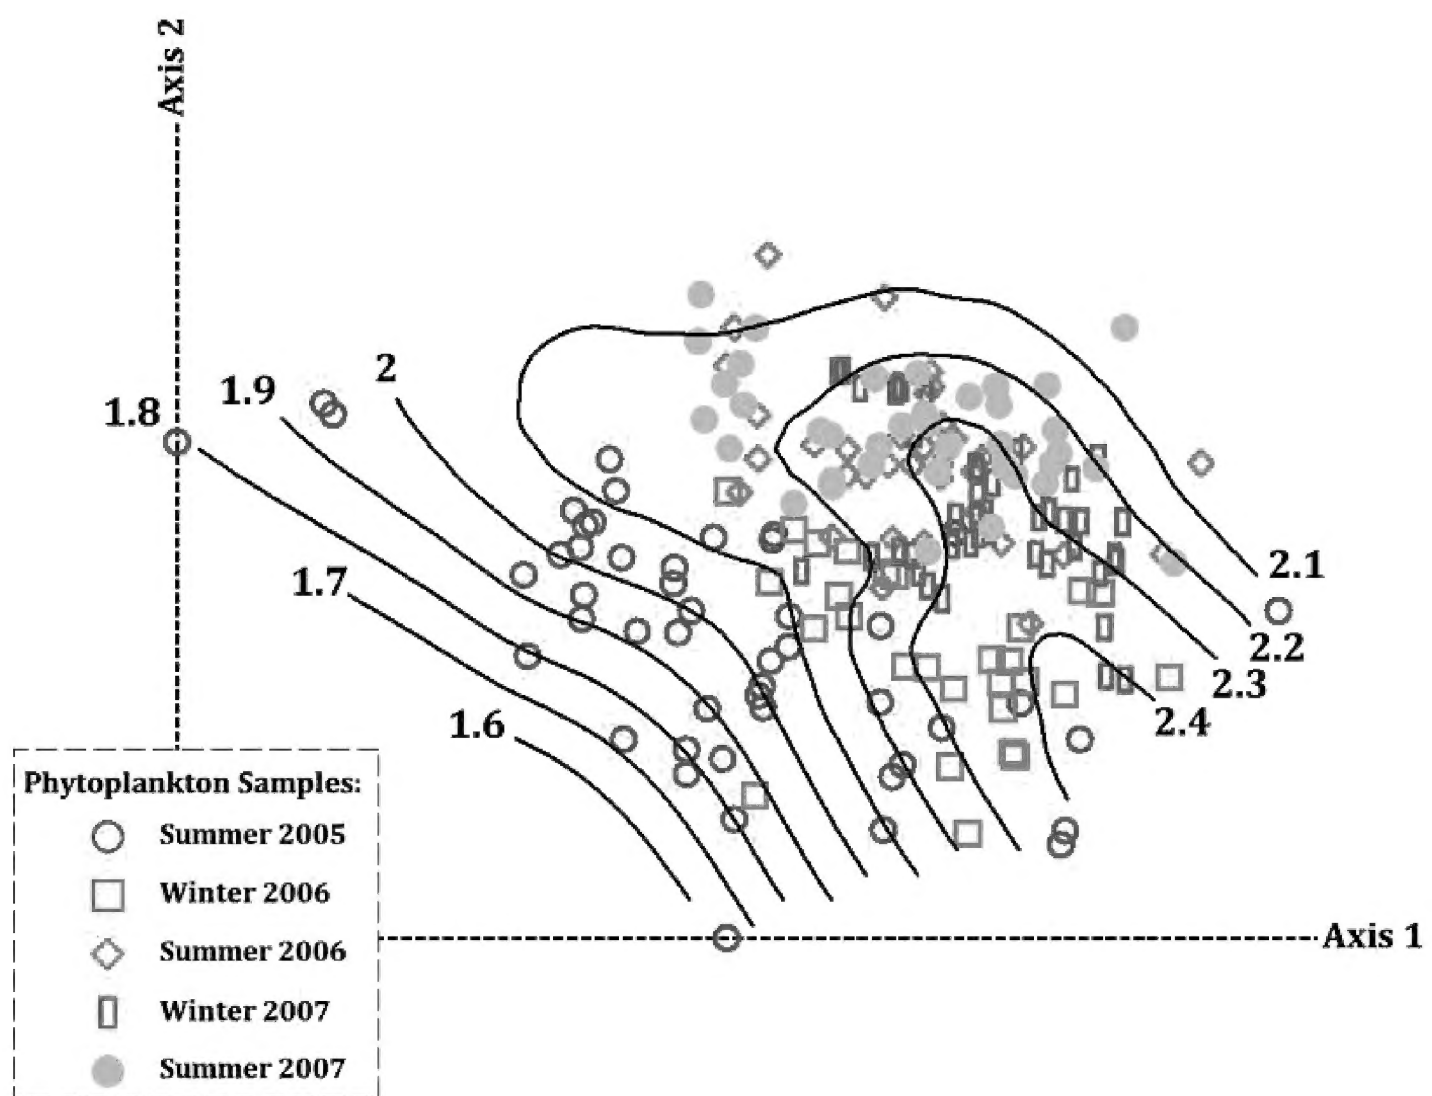 Axis 2
2
1.9
1.8
2.1
1.7
2.2
2.3
2.4
1.6
Phytoplankton Samples:
Summer 2005
Winter 2006
Axis 1
Summer 2006
Winter 2007
Summer 2007